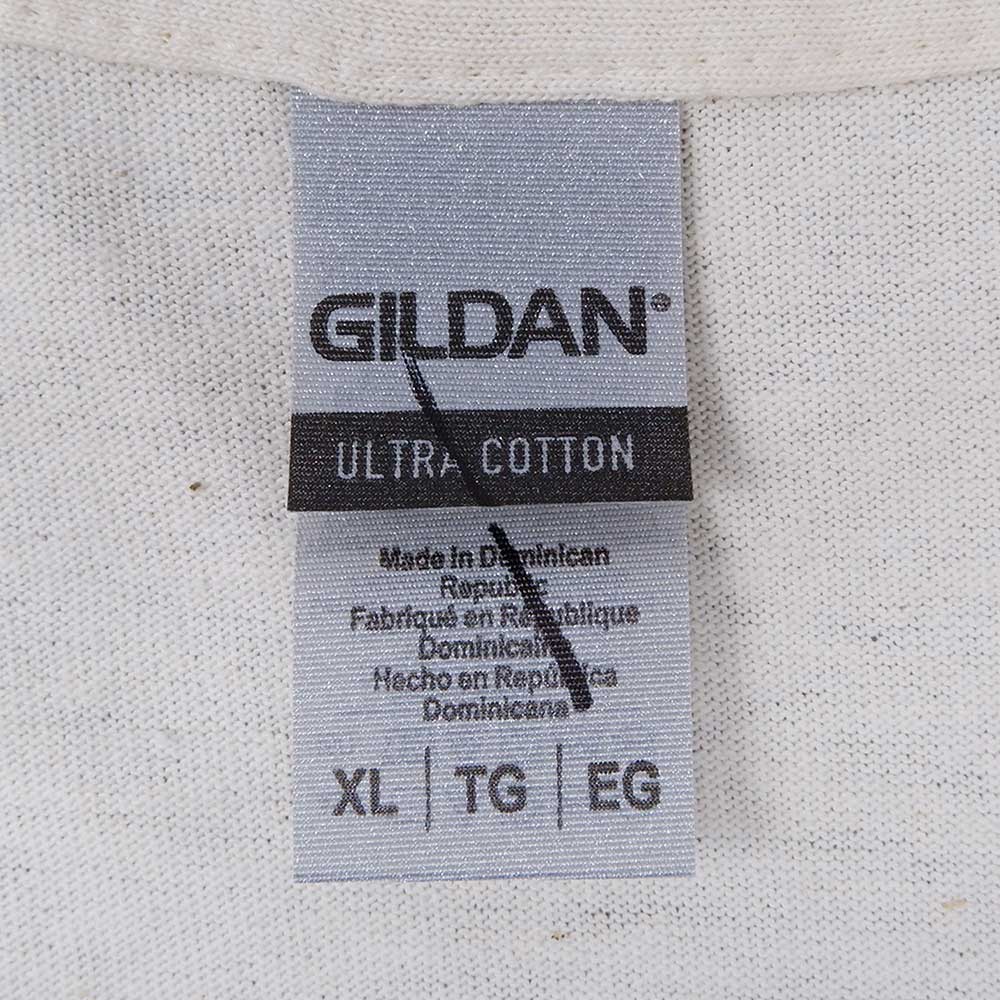 GILDAN®
ULTRA COTTON
Made in Dominican
Republic
Fabriqué en République
Dominicaine
Hecho en República
Dominicana
XL | TG | EG